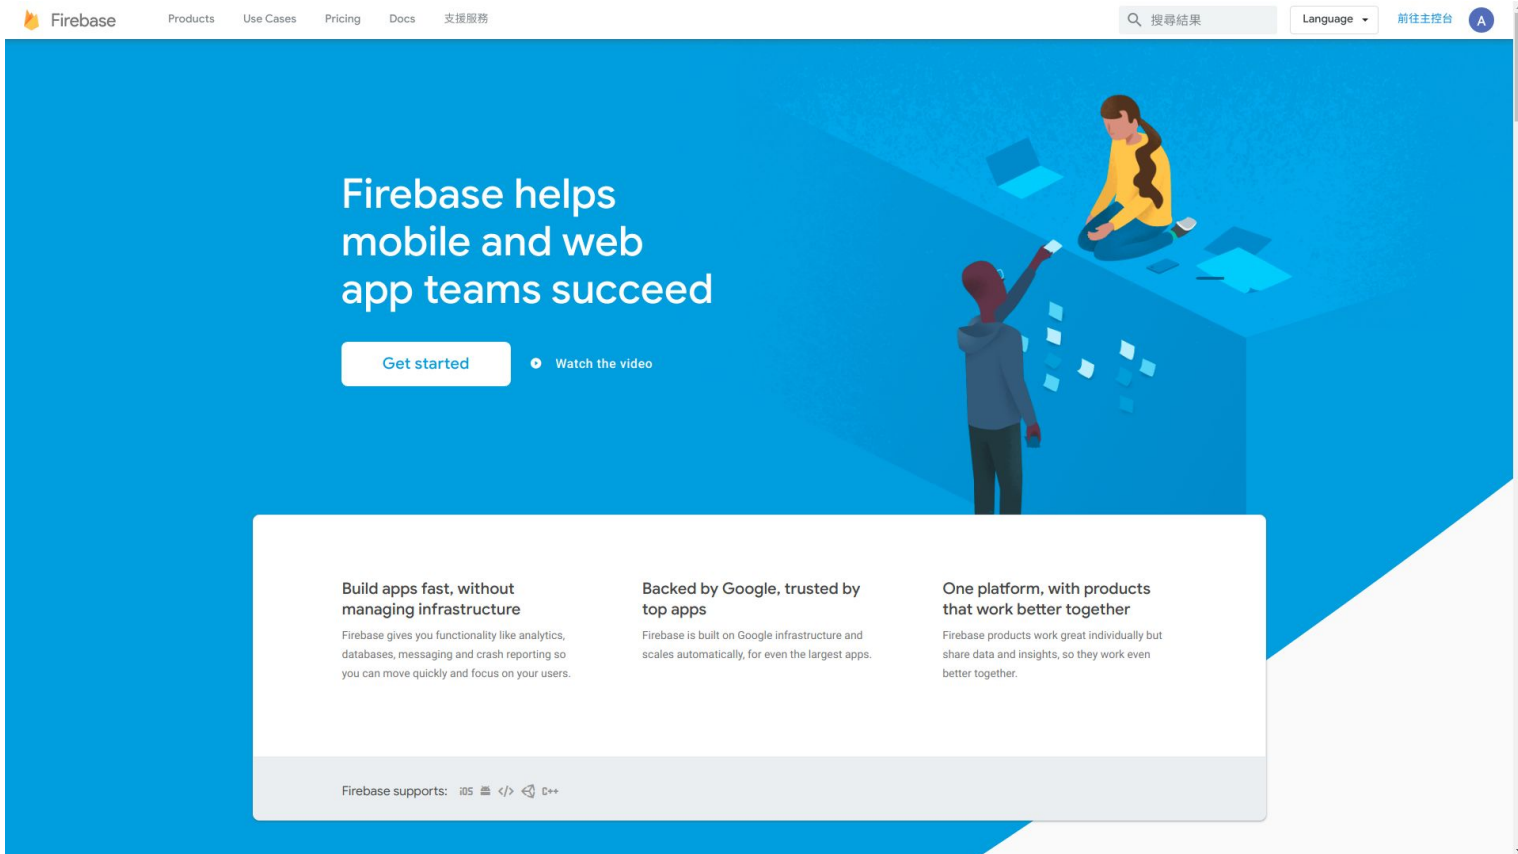 Firebase
Products
Use Cases
Pricing
Docs
支援服務
搜尋結果
Language
前往主控台
A
Firebase helps
mobile and web
app teams succeed
Get started
Watch the video
Build apps fast, without
managing infrastructure
Firebase gives you functionality like analytics,
databases, messaging and crash reporting so
you can move quickly and focus on your users.
Backed by Google, trusted by
top apps
Firebase is built on Google infrastructure and
scales automatically, for even the largest apps.
One platform, with products
that work better together
Firebase products work great individually but
share data and insights, so they work even
better together.
Firebase supports: iOS </> C++